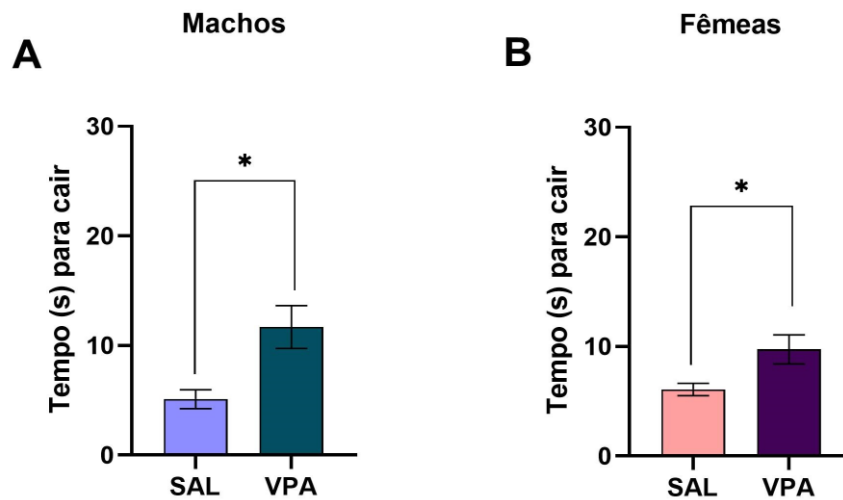 Machos
A
Tempo (s) para cair
30
20
10
0
*
SAL VPA
Fêmeas
B
Tempo (s) para cair
30
20
10
0
*
SAL VPA